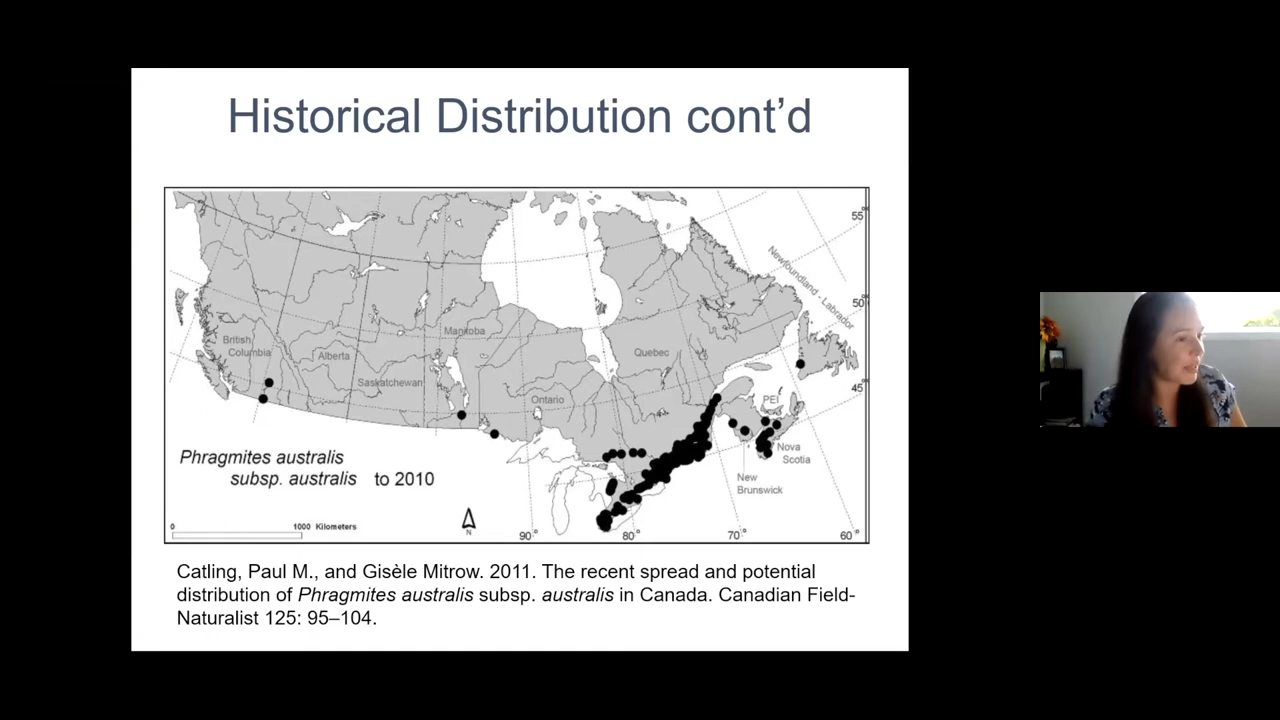 Historical Distribution cont’d
55°
Newfoundland - Labrador
50°
British
Columbia
Alberta
Saskatchewan
Manitoba
Ontario
Quebec
45°
PEI
Nova
Scotia
New
Brunswick
Phragmites australis
subsp. australis to 2010
0
1000 Kilometers
N
90°
80°
70°
60°
Catling, Paul M., and Gisèle Mitrow. 2011. The recent spread and potential
distribution of Phragmites australis subsp. australis in Canada. Canadian Field-
Naturalist 125: 95–104.